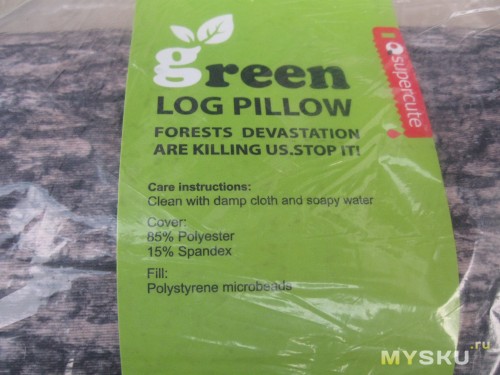 green
LOG PILLOW
FORESTS DEVASTATION
ARE KILLING US.STOP IT!
supercute
Care instructions:
Clean with damp cloth and soapy water
Cover:
85% Polyester
15% Spandex
Fill:
Polystyrene microbeads
MYSKU.ru